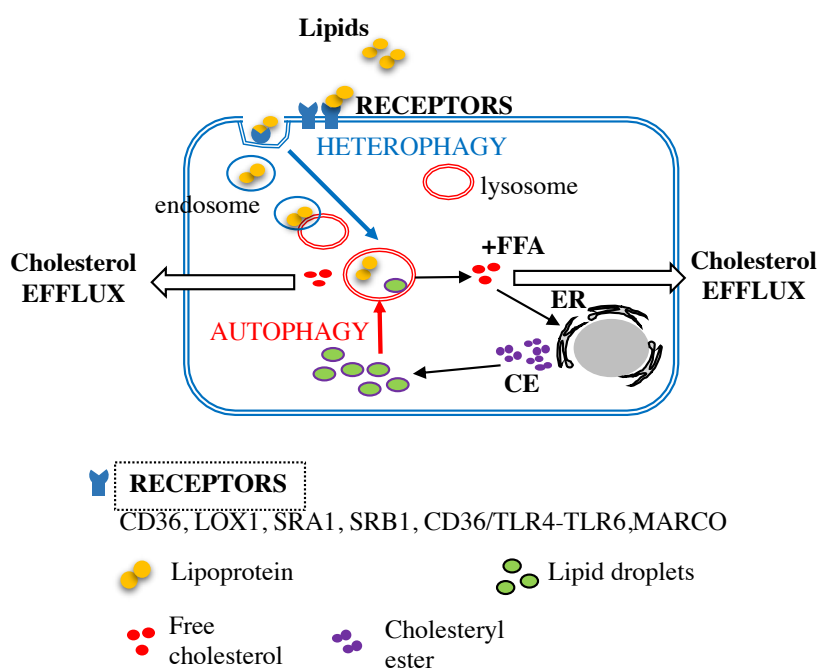 Lipids
RECEPTORS
HETEROPHAGY
lysosome
endosome
+FFA
Cholesterol
EFFLUX
Cholesterol
EFFLUX
ER
AUTOPHAGY
CE
RECEPTORS
CD36, LOX1, SRA1, SRB1, CD36/TLR4-TLR6,MARCO
Lipoprotein
Lipid droplets
Free
cholesterol
Cholesteryl
ester